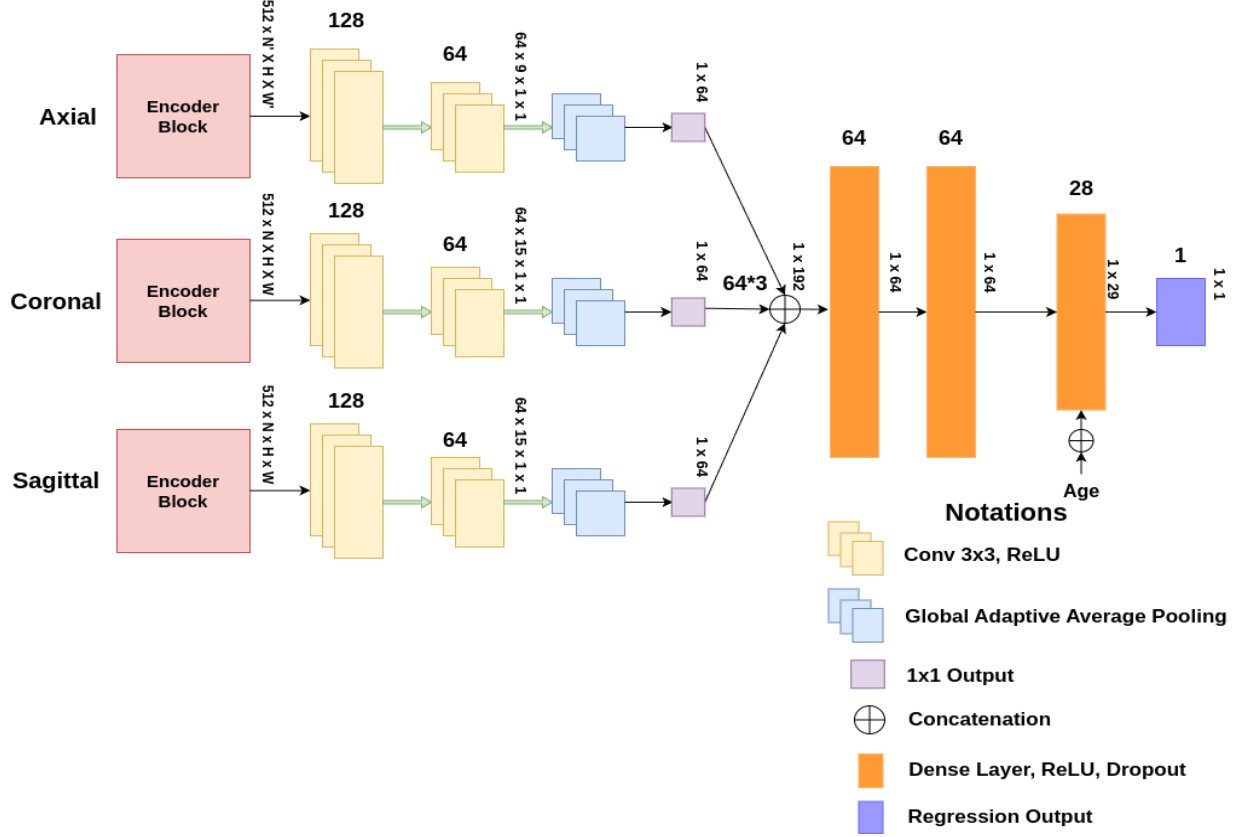 Axial
Encoder
Block
512 x N' X H X W'
128
64
64 x 9 x 1 x 1
1 x 64
Coronal
Encoder
Block
512 x N X H X W
128
64
64 x 15 x 1 x 1
1 x 64
64*3
1 x 192
Sagittal
Encoder
Block
512 x N x H x W
128
64
64 x 15 x 1 x 1
1 x 64
64
1 x 64
64
1 x 64
28
1 x 29
1
1 x 1
Age
Notations
Conv 3x3, ReLU
Global Adaptive Average Pooling
1x1 Output
Concatenation
Dense Layer, ReLU, Dropout
Regression Output